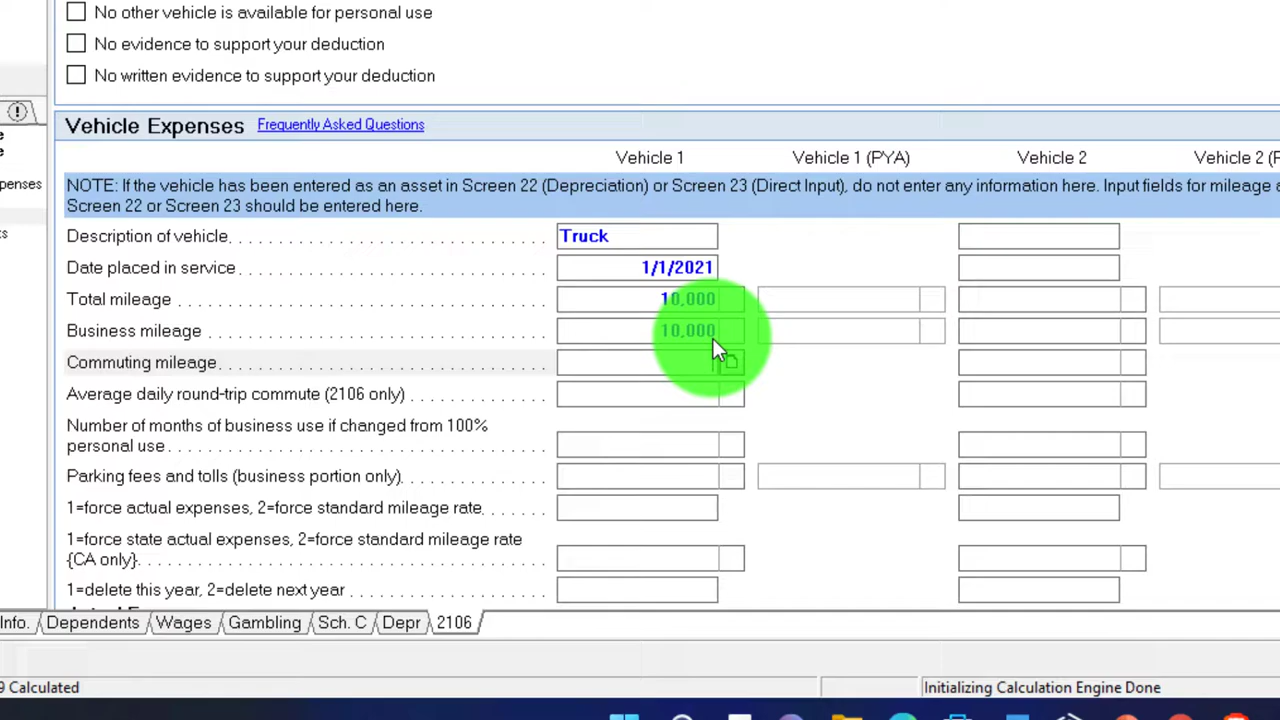 No other vehicle is available for personal use
No evidence to support your deduction
No written evidence to support your deduction
Vehicle Expenses Frequently Asked Questions
Vehicle 1 Vehicle 1 (PYA) Vehicle 2 Vehicle 2 (P
NOTE: If the vehicle has been entered as an asset in Screen 22 (Depreciation) or Screen 23 (Direct Input), do not enter any information here. Input fields for mileage a
Screen 22 or Screen 23 should be entered here.
penses
Description of vehicle Truck
Date placed in service 1/1/2021
Total mileage 10,000
Business mileage 10,000
Commuting mileage
Average daily round-trip commute (2106 only)
Number of months of business use if changed from 100%
personal use
Parking fees and tolls (business portion only)
1=force actual expenses, 2=force standard mileage rate
1=force state actual expenses, 2=force standard mileage rate
{CA only}
1=delete this year, 2=delete next year
Info. Dependents Wages Gambling Sch. C Depr 2106
9 Calculated Initializing Calculation Engine Done